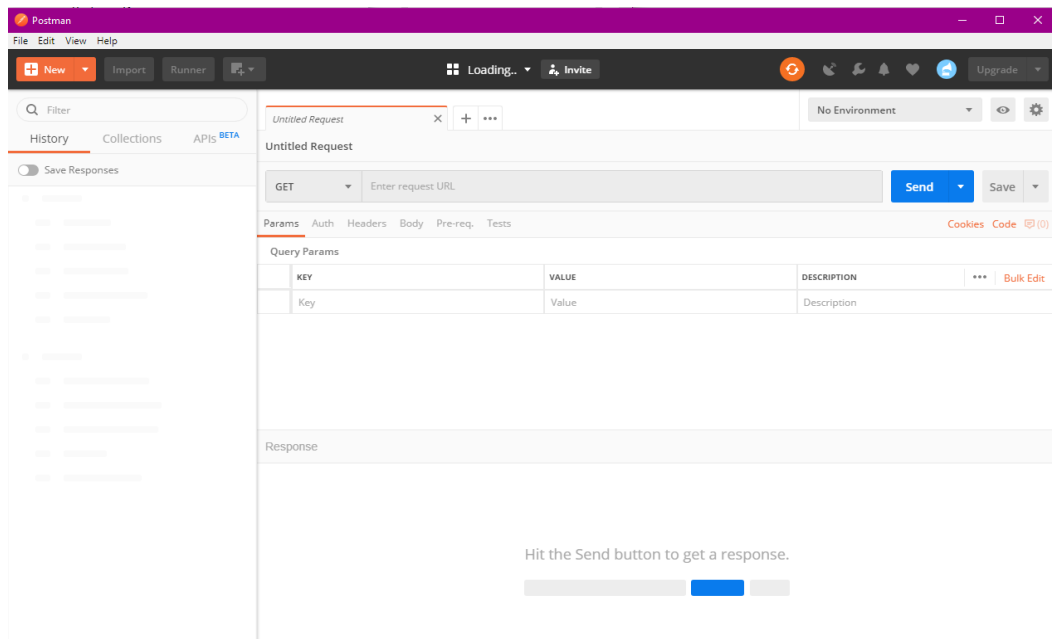 Postman
File Edit View Help
New Import Runner Loading.. Invite Upgrade
Filter
History Collections APIs BETA
Save Responses
Untitled Request No Environment
Untitled Request
GET Enter request URL Send Save
Params Auth Headers Body Pre-req. Tests Cookies Code (0)
Query Params
KEY VALUE DESCRIPTION Bulk Edit
Key Value Description
Response
Hit the Send button to get a response.